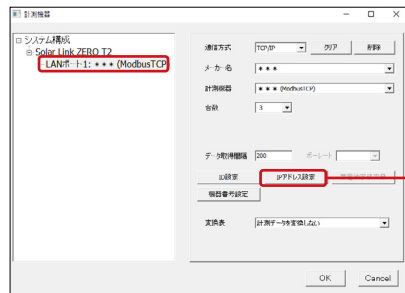 計測機器
システム構成
Solar Link ZERO T2
LANポート1: *** (ModbusTCP
通信方式 TCP/IP クリア 削除
メーカー名 ***
計測機器 *** (ModbusTCP)
台数 3
データ取得間隔 200 ボーレート
ID設定 IPアドレス設定
機器番号設定
変換表 計測データを変換しない
OK Cancel